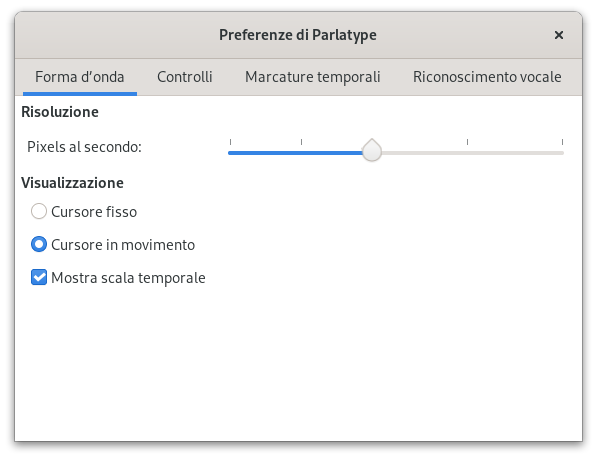 Preferenze di Parlatype
Forma d’onda Controlli Marcature temporali Riconoscimento vocale
Risoluzione
Pixels al secondo:
Visualizzazione
Cursore fisso
Cursore in movimento
Mostra scala temporale